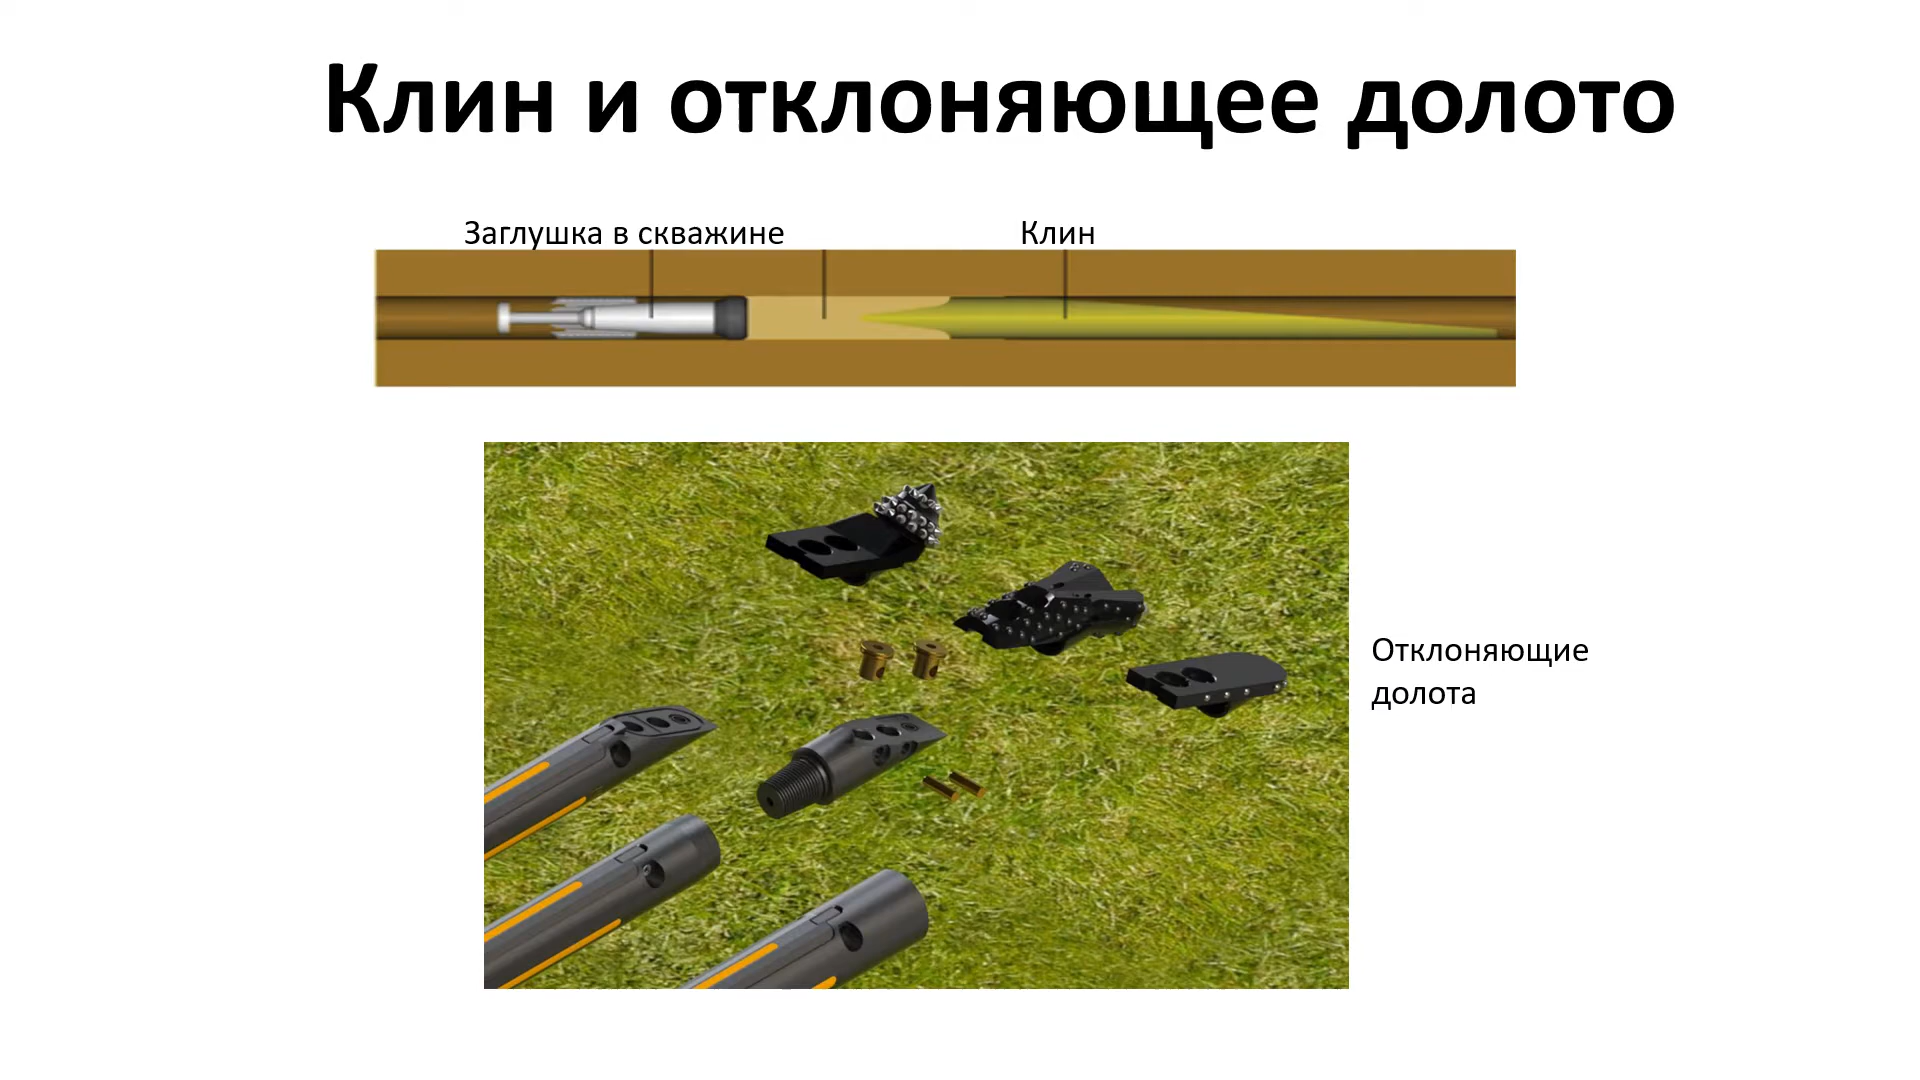 Клин и отклоняющее долото
Заглушка в скважине
Клин
Отклоняющие
долота